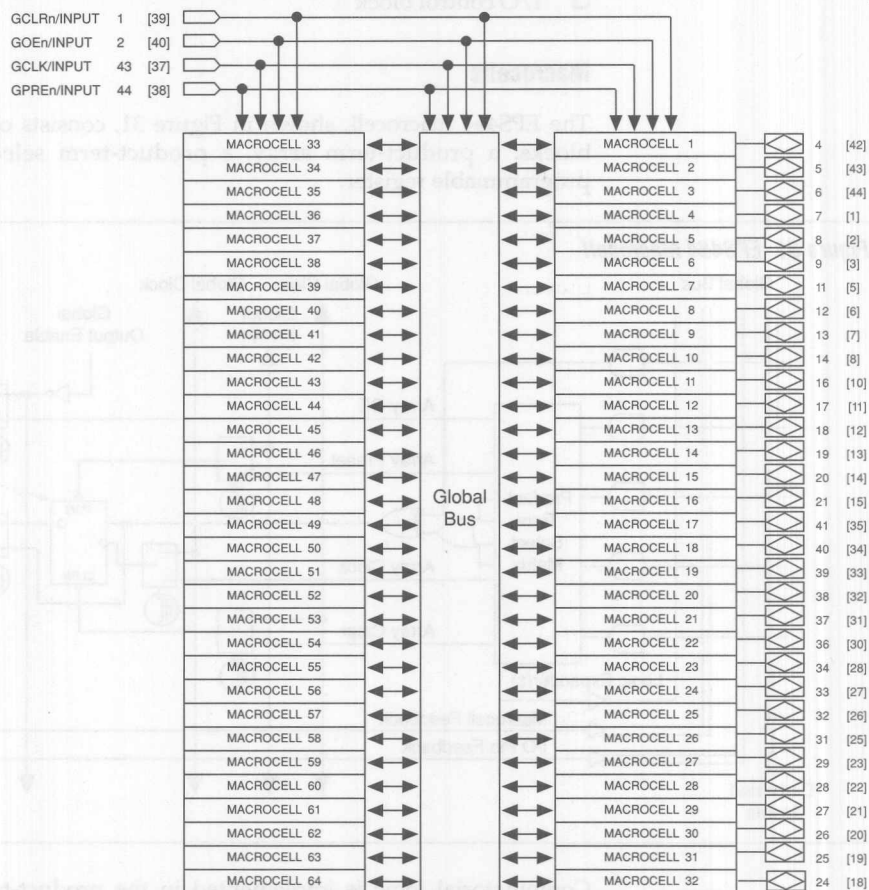 GCLRn/INPUT 1 [39]
GOEn/INPUT 2 [40]
GCLK/INPUT 43 [37]
GPREn/INPUT 44 [38]
MACROCELL 33 MACROCELL 1 4 [42]
MACROCELL 34 MACROCELL 2 5 [43]
MACROCELL 35 MACROCELL 3 6 [44]
MACROCELL 36 MACROCELL 4 7 [1]
MACROCELL 37 MACROCELL 5 8 [2]
MACROCELL 38 MACROCELL 6 9 [3]
MACROCELL 39 MACROCELL 7 11 [5]
MACROCELL 40 MACROCELL 8 12 [6]
MACROCELL 41 MACROCELL 9 13 [7]
MACROCELL 42 MACROCELL 10 14 [8]
MACROCELL 43 MACROCELL 11 16 [10]
MACROCELL 44 MACROCELL 12 17 [11]
MACROCELL 45 MACROCELL 13 18 [12]
MACROCELL 46 MACROCELL 14 19 [13]
MACROCELL 47 MACROCELL 15 20 [14]
MACROCELL 48 Global MACROCELL 16 21 [15]
MACROCELL 49 Bus MACROCELL 17 41 [35]
MACROCELL 50 MACROCELL 18 40 [34]
MACROCELL 51 MACROCELL 19 39 [33]
MACROCELL 52 MACROCELL 20 38 [32]
MACROCELL 53 MACROCELL 21 37 [31]
MACROCELL 54 MACROCELL 22 36 [30]
MACROCELL 55 MACROCELL 23 34 [28]
MACROCELL 56 MACROCELL 24 33 [27]
MACROCELL 57 MACROCELL 25 32 [26]
MACROCELL 58 MACROCELL 26 31 [25]
MACROCELL 59 MACROCELL 27 29 [23]
MACROCELL 60 MACROCELL 28 28 [22]
MACROCELL 61 MACROCELL 29 27 [21]
MACROCELL 62 MACROCELL 30 26 [20]
MACROCELL 63 MACROCELL 31 25 [19]
MACROCELL 64 MACROCELL 32 24 [18]